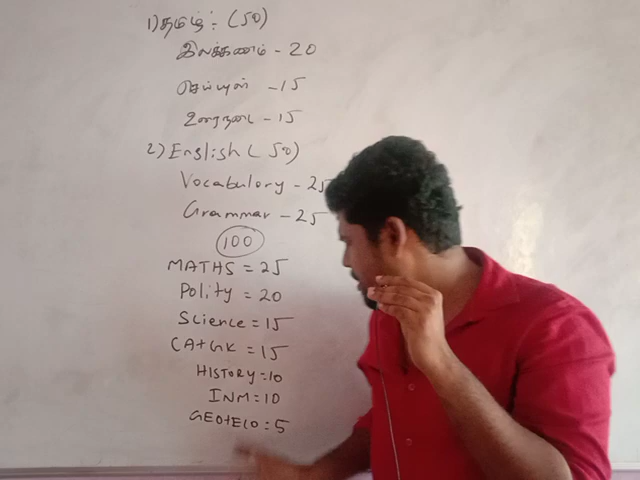 1) தமிழ் : (50)
இலக்கணம் - 20
செய்யுள் - 15
உரைநடை - 15
2) English (50)
Vocabulory - 25
Grammar - 25
100
MATHS = 25
Polity = 20
Science = 15
CA+GK = 15
HISTORY = 10
INM = 10
GEO+ECO : 5